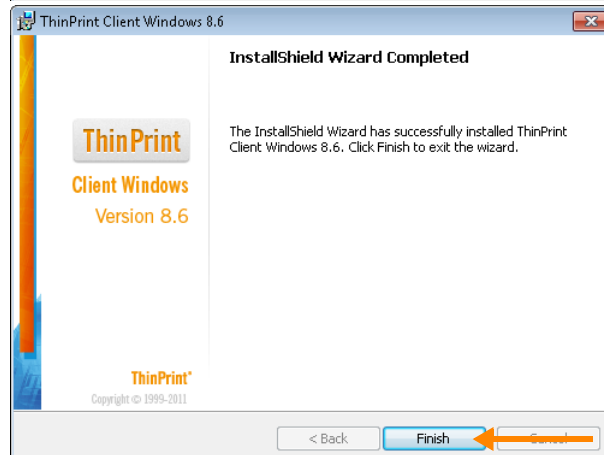 ThinPrint Client Windows 8.6
InstallShield Wizard Completed
The InstallShield Wizard has successfully installed ThinPrint
Client Windows 8.6. Click Finish to exit the wizard.
ThinPrint
Client Windows
Version 8.6
ThinPrint®
Copyright © 1999-2011
< Back
Finish